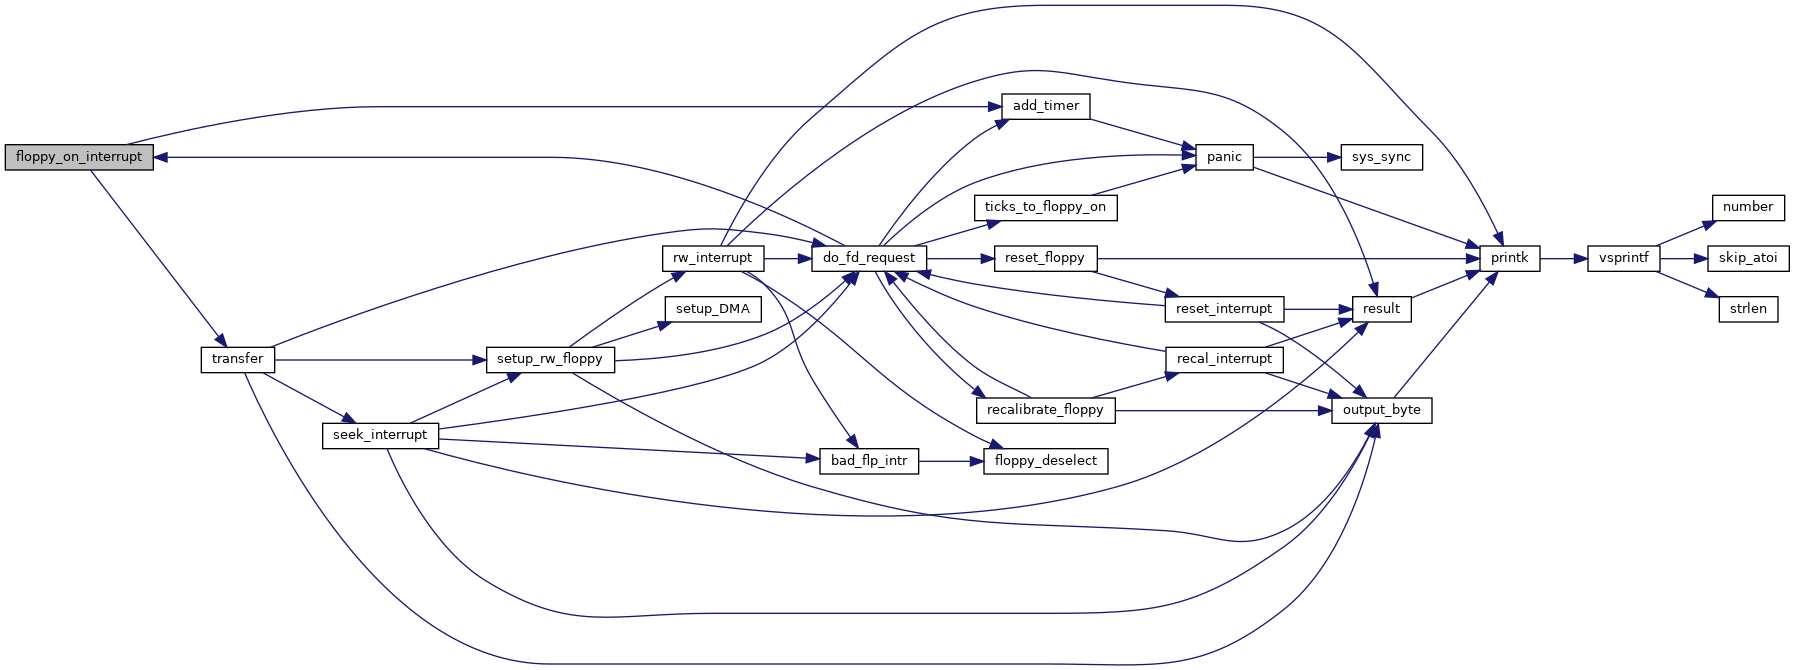 floppy_on_interrupt
transfer
seek_interrupt
setup_rw_floppy
rw_interrupt
setup_DMA
do_fd_request
bad_flp_intr
add_timer
ticks_to_floppy_on
reset_floppy
recalibrate_floppy
floppy_deselect
panic
reset_interrupt
recal_interrupt
sys_sync
result
output_byte
printk
vsprintf
number
skip_atoi
strlen